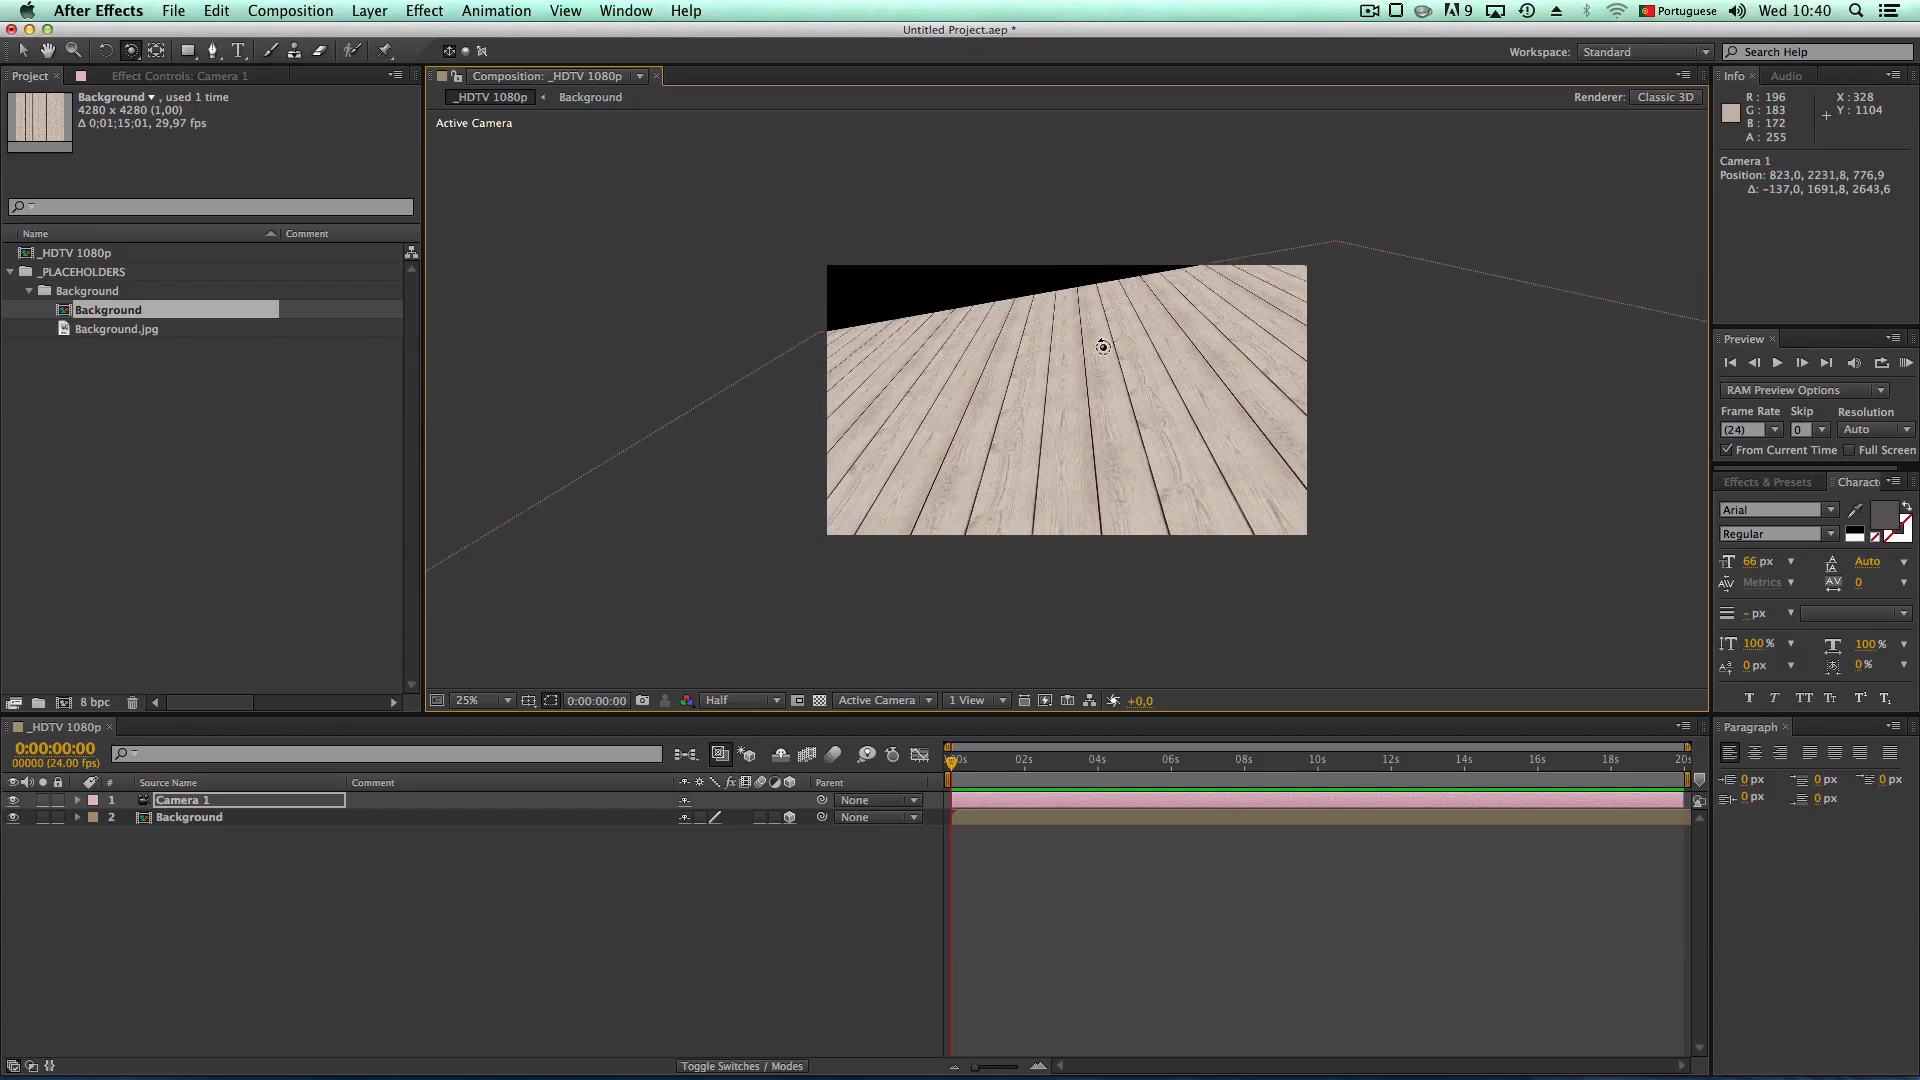 After Effects File Edit Composition Layer Effect Animation View Window Help 9 Portuguese Wed 10:40
Untitled Project.aep *
Workspace: Standard Search Help
Project Effect Controls: Camera 1 Composition: _HDTV 1080p Info Audio
Background , used 1 time
4280 x 4280 (1,00)
Δ 0;01;15;01, 29,97 fps
_HDTV 1080p Background
Renderer: Classic 3D
Active Camera
R : 196
G : 183
B : 172
A : 255
X : 328
Y : 1104
Camera 1
Position: 823,0, 2231,8, 776,9
Δ: -137,0, 1691,8, 2643,6
Name Comment
_HDTV 1080p
_PLACEHOLDERS
Background
Background
Background.jpg
Preview
RAM Preview Options
Frame Rate Skip Resolution
(24) 0 Auto
From Current Time Full Screen
Effects & Presets Charact
Arial
Regular
66 px Auto
Metrics 0
- px
100 % 100 %
0 px 0 %
T T TT Tr T¹ T₁
8 bpc
25% 0:00:00:00 Half Active Camera 1 View +0,0
_HDTV 1080p
0:00:00:00
00000 (24.00 fps)
# Source Name Comment fx Parent
02s 04s 06s 08s 10s 12s 14s 16s 18s 20s
1 Camera 1 None
2 Background None
Paragraph
0 px 0 px 0 px
0 px 0 px
Toggle Switches / Modes